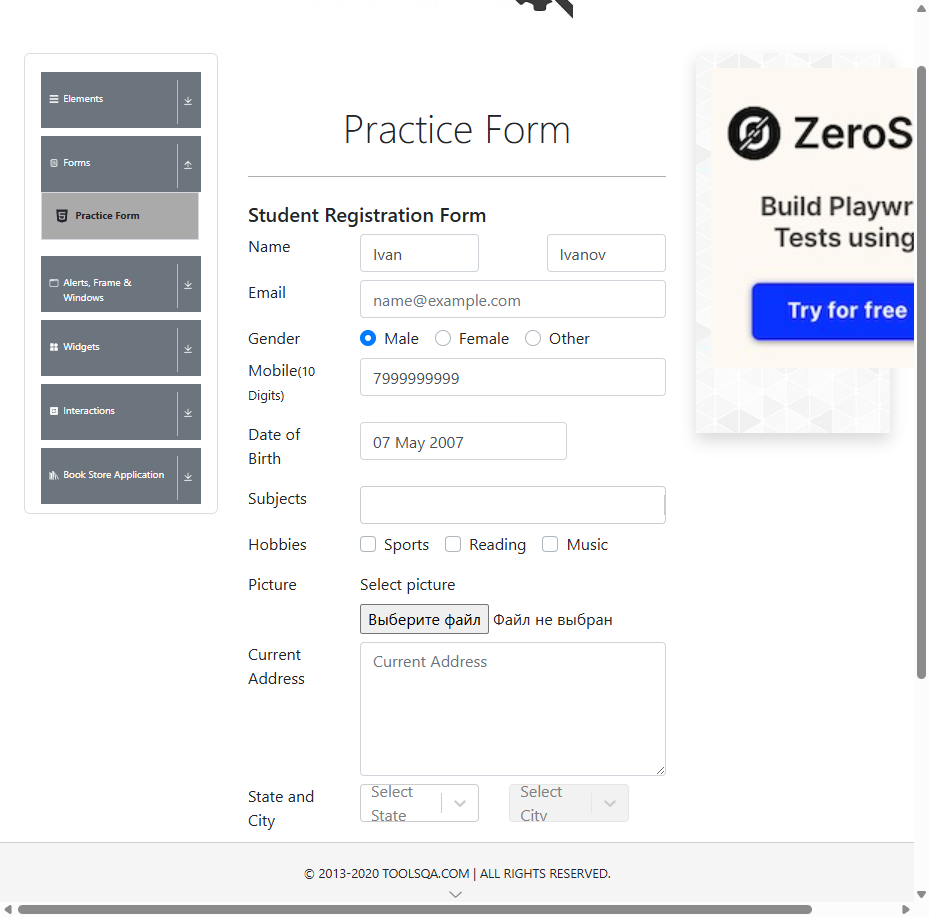 Elements
Forms
Practice Form
Alerts, Frame &
Windows
Widgets
Interactions
Book Store Application
Practice Form
Student Registration Form
Name
Ivan
Ivanov
Email
name@example.com
Gender
Male
Female
Other
Mobile(10
Digits)
7999999999
Date of
Birth
07 May 2007
Subjects
Hobbies
Sports
Reading
Music
Picture
Select picture
Выберите файл
Файл не выбран
Current
Address
Current Address
State and
City
Select
State
Select
City
ZeroS
Build Playwr
Tests using
Try for free
© 2013-2020 TOOLSQA.COM | ALL RIGHTS RESERVED.